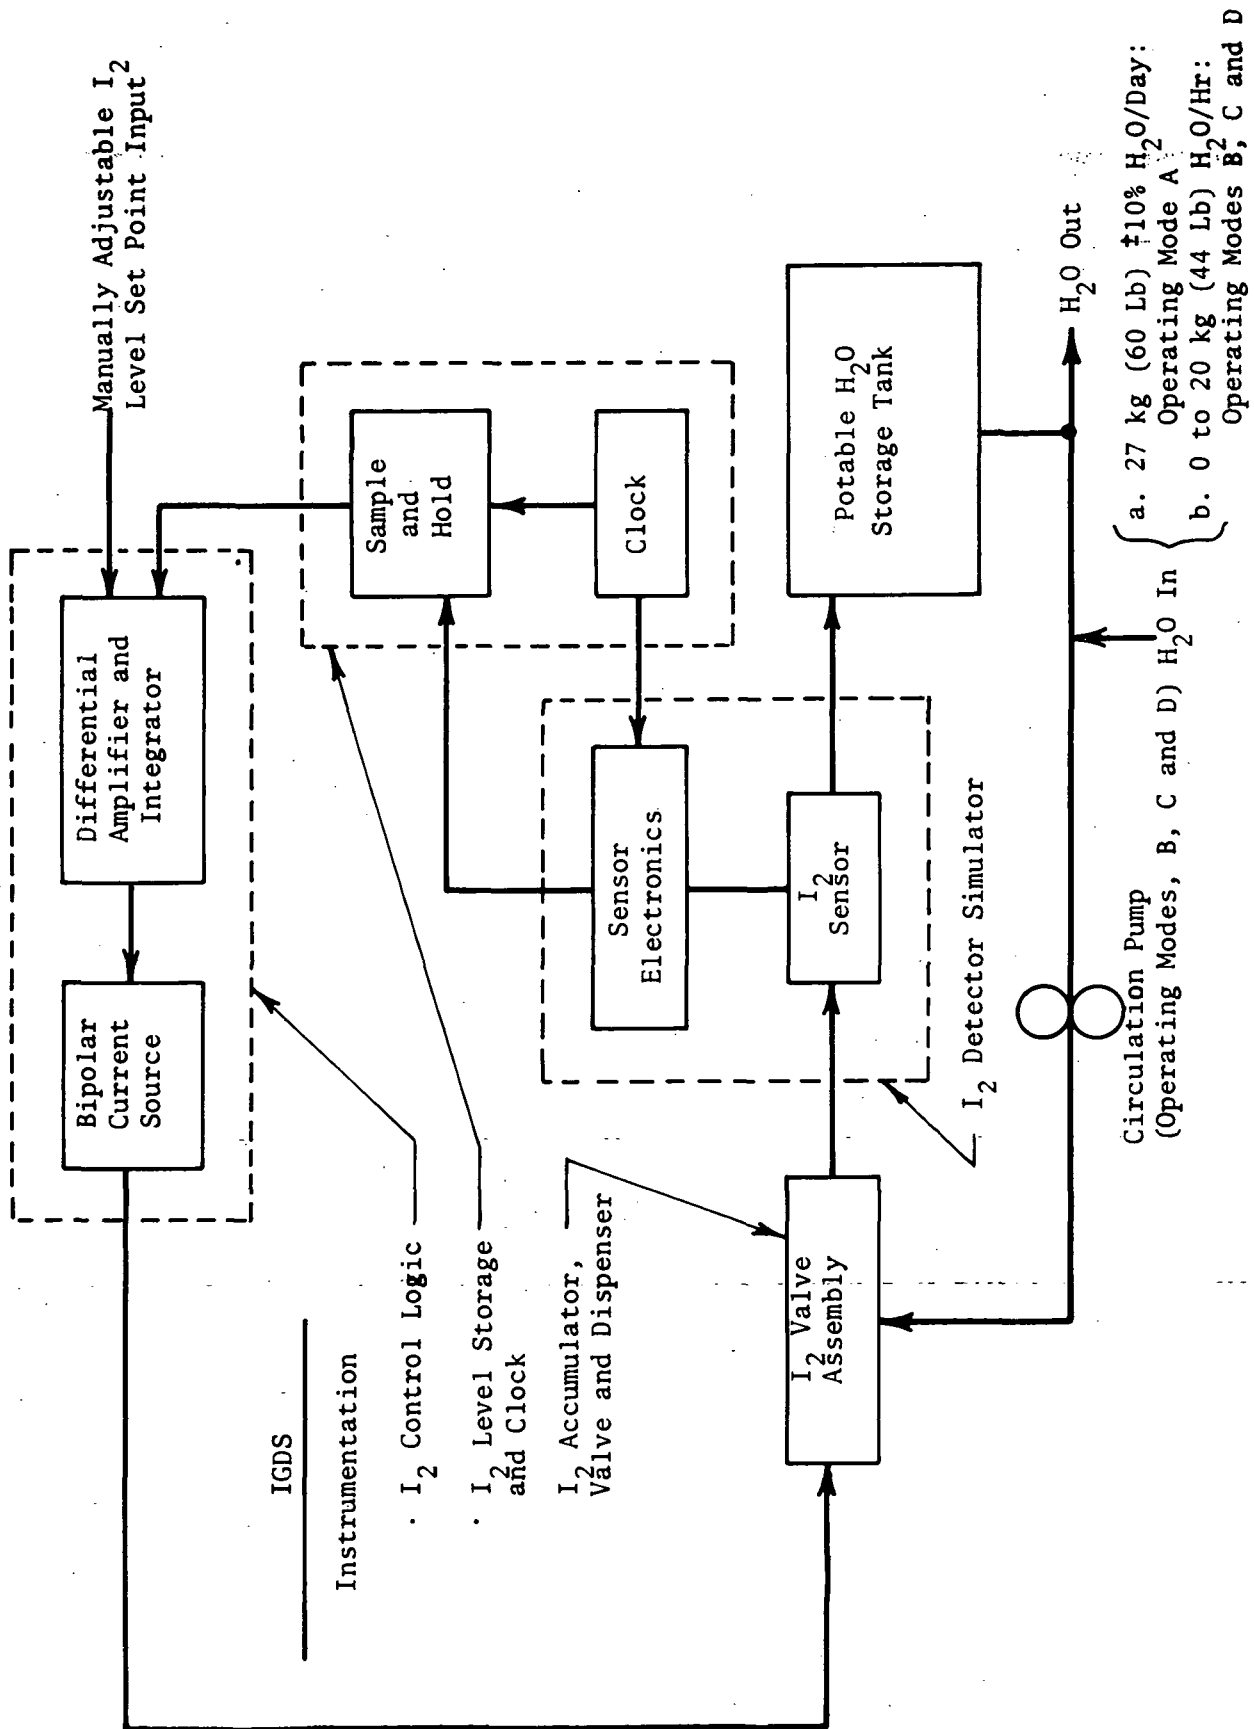 Manually Adjustable I2
Level Set Point Input
Differential
Amplifier and
Integrator
Bipolar
Current
Source
Sample
and
Hold
Clock
Sensor
Electronics
I2
Sensor
Potable H2O
Storage Tank
I2 Valve
Assembly
IGDS
Instrumentation
· I2 Control Logic
· I2 Level Storage
and Clock
I2 Accumulator,
Valve and Dispenser
I2 Detector Simulator
Circulation Pump
(Operating Modes, B, C and D)
H2O In
H2O Out
a. 27 kg (60 Lb) ±10% H2O/Day:
Operating Mode A
b. 0 to 20 kg (44 Lb) H2O/Hr:
Operating Modes B, C and D